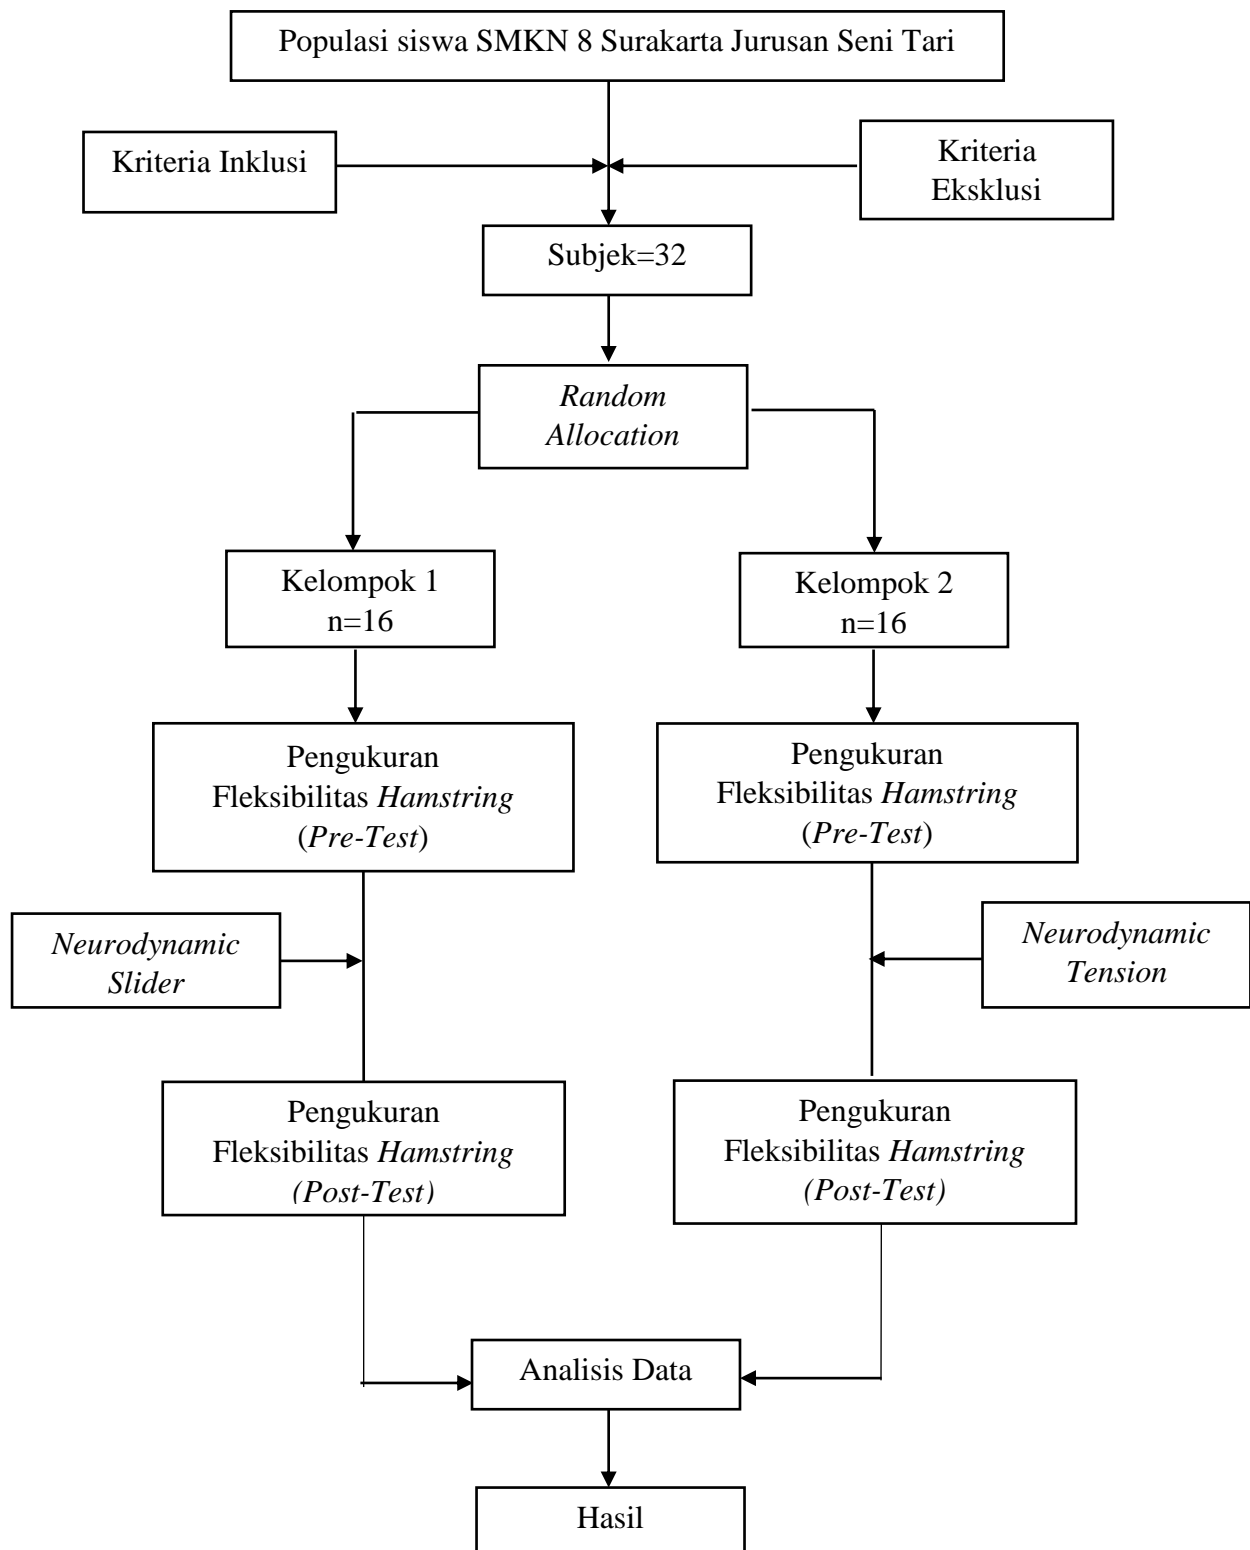 Populasi siswa SMKN 8 Surakarta Jurusan Seni Tari
Kriteria Inklusi
Kriteria
Eksklusi
Subjek=32
Random
Allocation
Kelompok 1
n=16
Kelompok 2
n=16
Pengukuran
Fleksibilitas Hamstring
(Pre-Test)
Pengukuran
Fleksibilitas Hamstring
(Pre-Test)
Neurodynamic
Slider
Neurodynamic
Tension
Pengukuran
Fleksibilitas Hamstring
(Post-Test)
Pengukuran
Fleksibilitas Hamstring
(Post-Test)
Analisis Data
Hasil